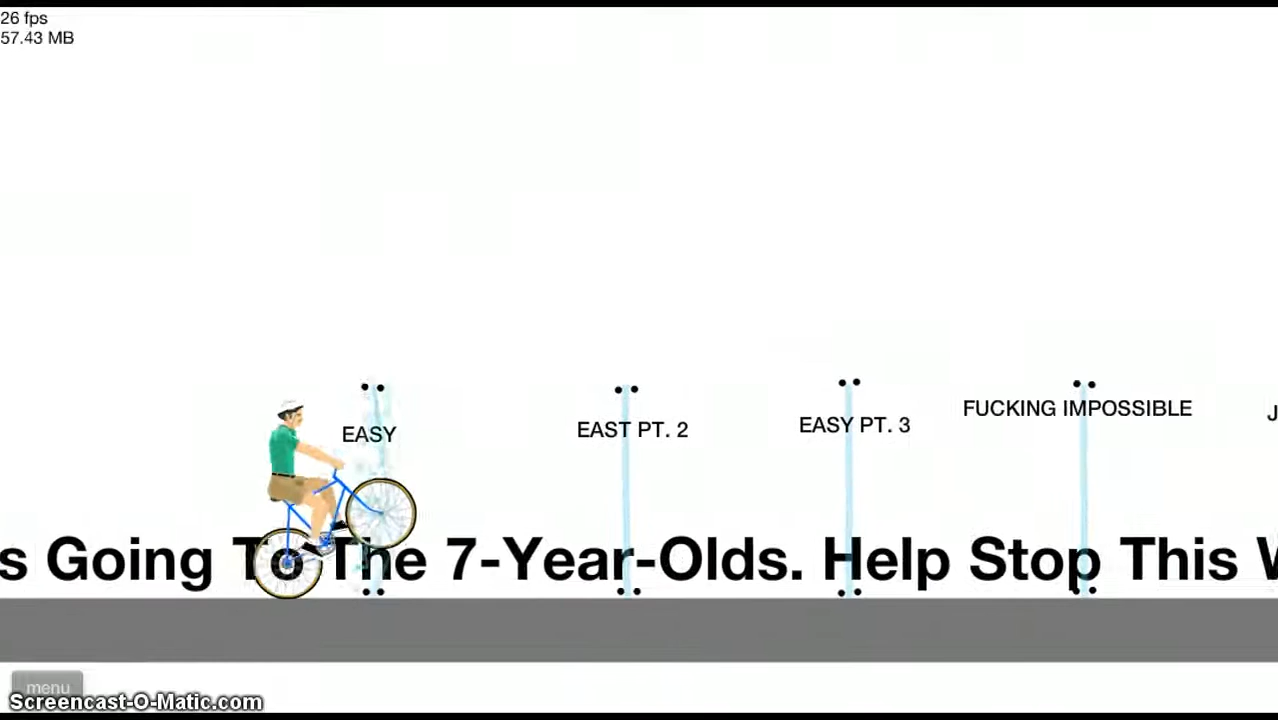 26 fps
57.43 MB
EASY
EAST PT. 2
EASY PT. 3
FUCKING IMPOSSIBLE
J
s Going To The 7-Year-Olds. Help Stop This W
menu
Screencast-O-Matic.com